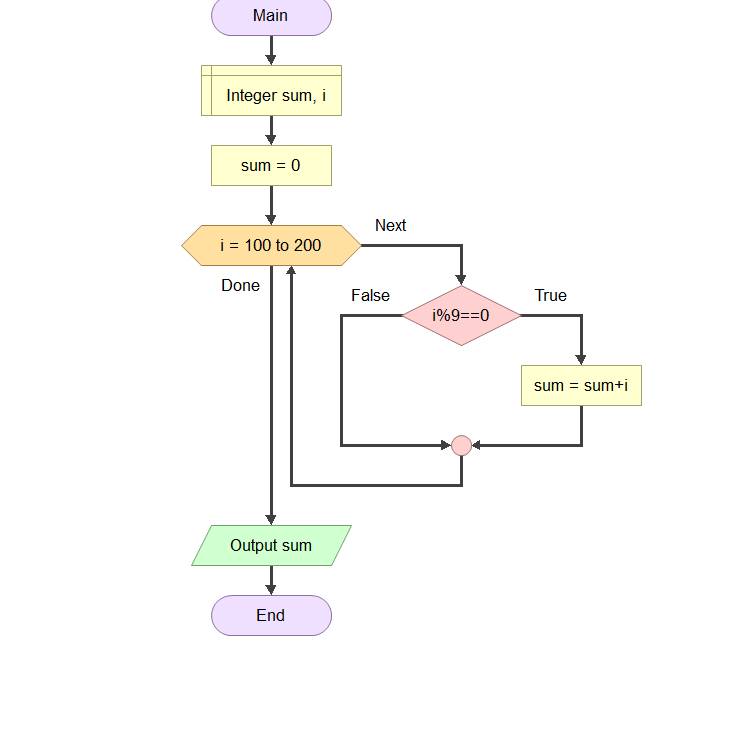 Main
Integer sum, i
sum = 0
i = 100 to 200
Next
Done
False
True
i%9==0
sum = sum+i
Output sum
End